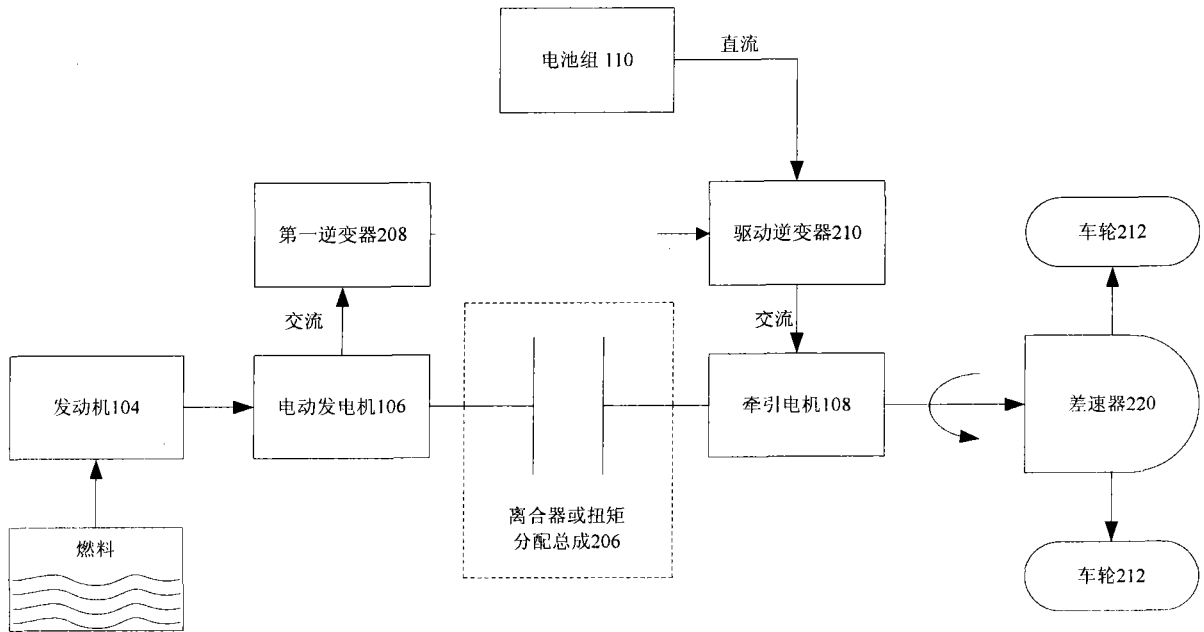 电池组 110
直流
第一逆变器208
驱动逆变器210
车轮212
交流
交流
发动机104
电动发电机106
牵引电机108
差速器220
离合器或扭矩
分配总成206
燃料
车轮212